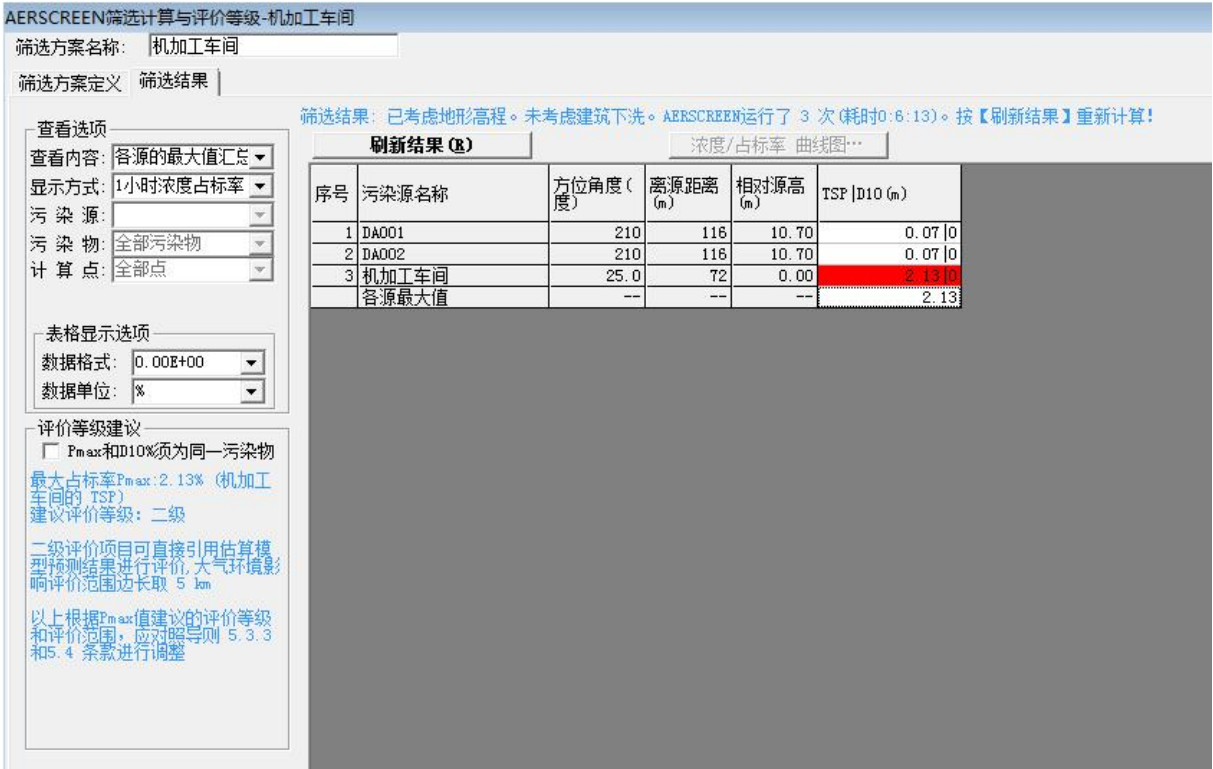 AERSCREEN筛选计算与评价等级-机加工车间
筛选方案名称: 机加工车间
筛选方案定义 筛选结果
筛选结果: 已考虑地形高程。未考虑建筑下洗。AERSCREEN运行了 3 次(耗时0:6:13)。按【刷新结果】重新计算!
刷新结果(R) 浓度/占标率 曲线图…
查看选项
查看内容: 各源的最大值汇总
显示方式: 1小时浓度占标率
污 染 源:
污 染 物: 全部污染物
计 算 点: 全部点
序号 污染源名称 方位角度(度) 离源距离(m) 相对源高(m) TSP|D10(m)
1 DA001 210 116 10.70 0.07|0
2 DA002 210 116 10.70 0.07|0
3 机加工车间 25.0 72 0.00 2.13|0
各源最大值 -- -- -- 2.13
表格显示选项
数据格式: 0.00E+00
数据单位: %
评价等级建议
Pmax和D10%须为同一污染物
最大占标率Pmax:2.13% (机加工
车间的 TSP)
建议评价等级: 二级
二级评价项目可直接引用估算模
型预测结果进行评价,大气环境影
响评价范围边长取 5 km
以上根据Pmax值建议的评价等级
和评价范围,应对照导则 5.3.3
和5.4 条款进行调整